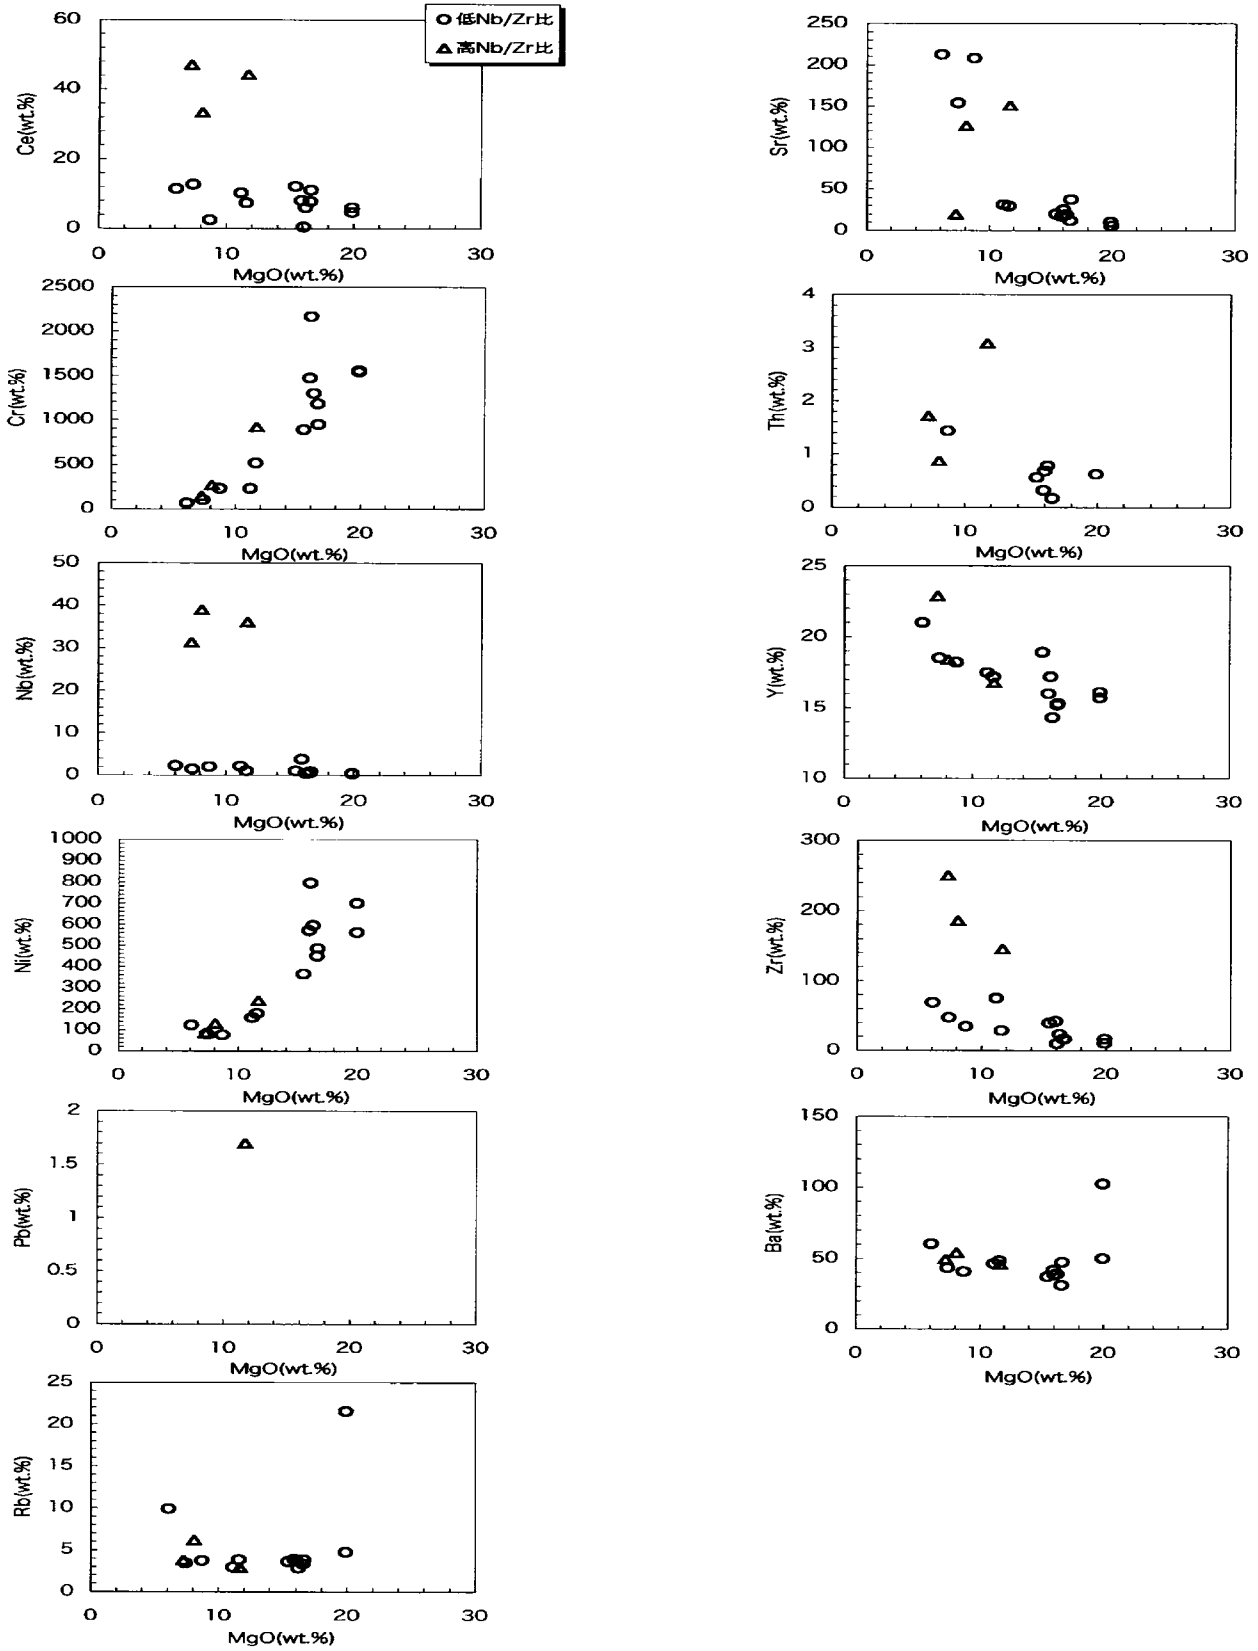 ○ 低Nb/Zr比
△ 高Nb/Zr比
60
40
20
0
Ce(wt.%)
0 10 20 30
MgO(wt.%)
250
200
150
100
50
0
Sr(wt.%)
0 10 20 30
MgO(wt.%)
2500
2000
1500
1000
500
0
Cr(wt.%)
0 10 20 30
MgO(wt.%)
4
3
2
1
0
Th(wt.%)
0 10 20 30
MgO(wt.%)
50
40
30
20
10
0
Nb(wt.%)
0 10 20 30
MgO(wt.%)
25
20
15
10
Y(wt.%)
0 10 20 30
MgO(wt.%)
1000
900
800
700
600
500
400
300
200
100
0
Ni(wt.%)
0 10 20 30
MgO(wt.%)
300
200
100
0
Zr(wt.%)
0 10 20 30
MgO(wt.%)
2
1.5
1
0.5
0
Pb(wt.%)
0 10 20 30
MgO(wt.%)
150
100
50
0
Ba(wt.%)
0 10 20 30
MgO(wt.%)
25
20
15
10
5
0
Rb(wt.%)
0 10 20 30
MgO(wt.%)